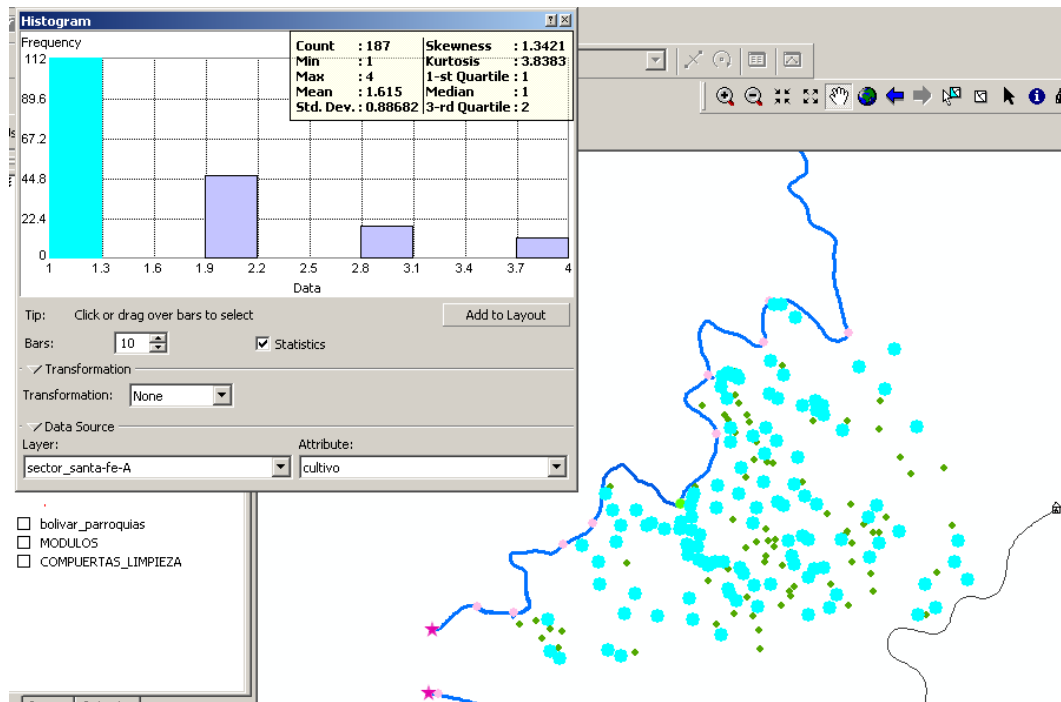 Histogram
Frequency
Count : 187 Skewness : 1.3421
Min : 1 Kurtosis : 3.8383
Max : 4 1-st Quartile : 1
Mean : 1.615 Median : 1
Std. Dev. : 0.88682 3-rd Quartile : 2
112
89.6
67.2
44.8
22.4
0
1 1.3 1.6 1.9 2.2 2.5 2.8 3.1 3.4 3.7 4
Data
Tip: Click or drag over bars to select Add to Layout
Bars: 10 Statistics
Transformation
Transformation: None
Data Source
Layer: Attribute:
sector_santa-fe-A cultivo
bolivar_parroquias
MODULOS
COMPUERTAS_LIMPIEZA